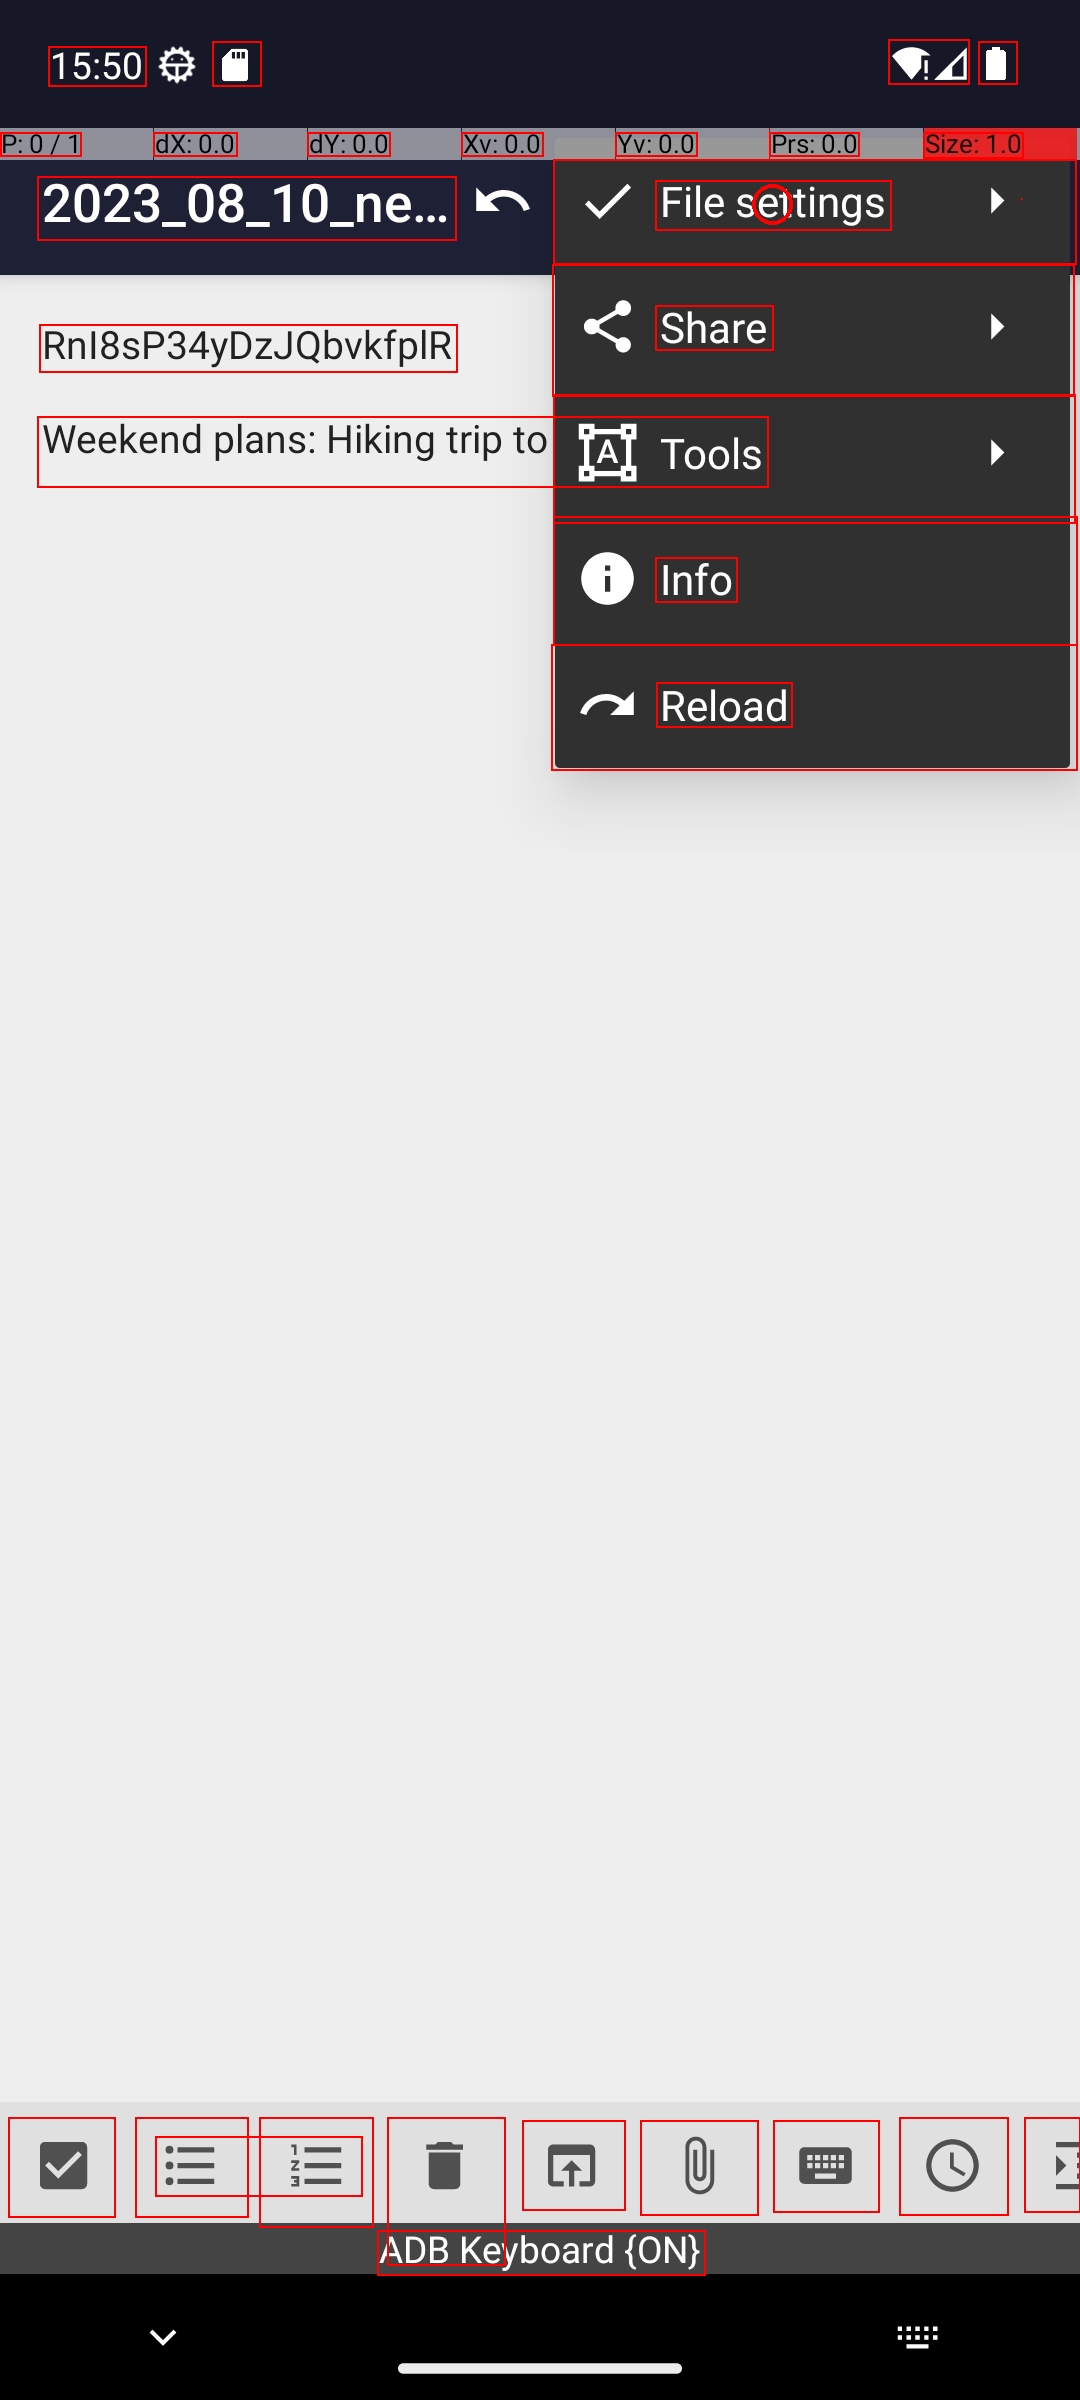 15:50
P: 0 / 1 dX: 0.0 dY: 0.0 Xv: 0.0 Yv: 0.0 Prs: 0.0 Size: 1.0
2023_08_10_ne...
File settings
Share
RnI8sP34yDzJQbvkfplR
Weekend plans: Hiking trip to
Tools
Info
Reload
ADB Keyboard {ON}